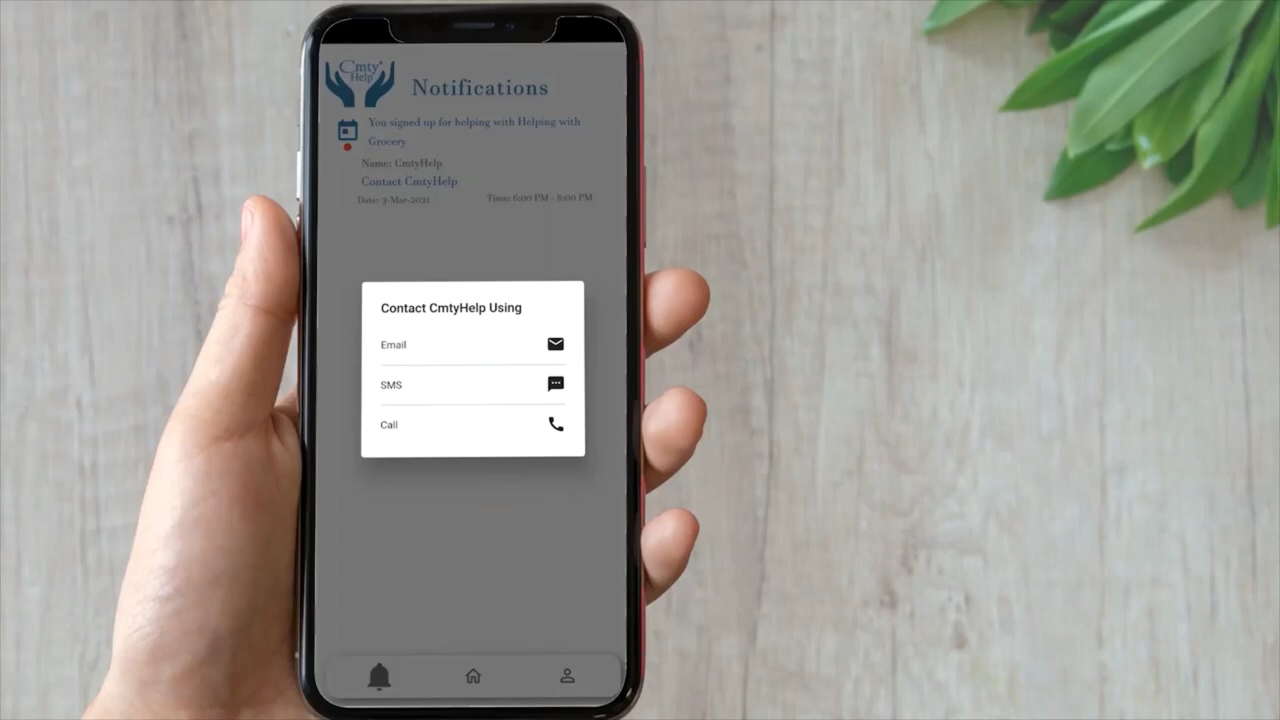 Cmty
Help
Notifications
You signed up for helping with Helping with
Grocery
Name: CmtyHelp
Contact CmtyHelp
Date: 3-Mar-2021 Time: 6:00 PM - 8:00 PM
Contact CmtyHelp Using
Email
SMS
Call